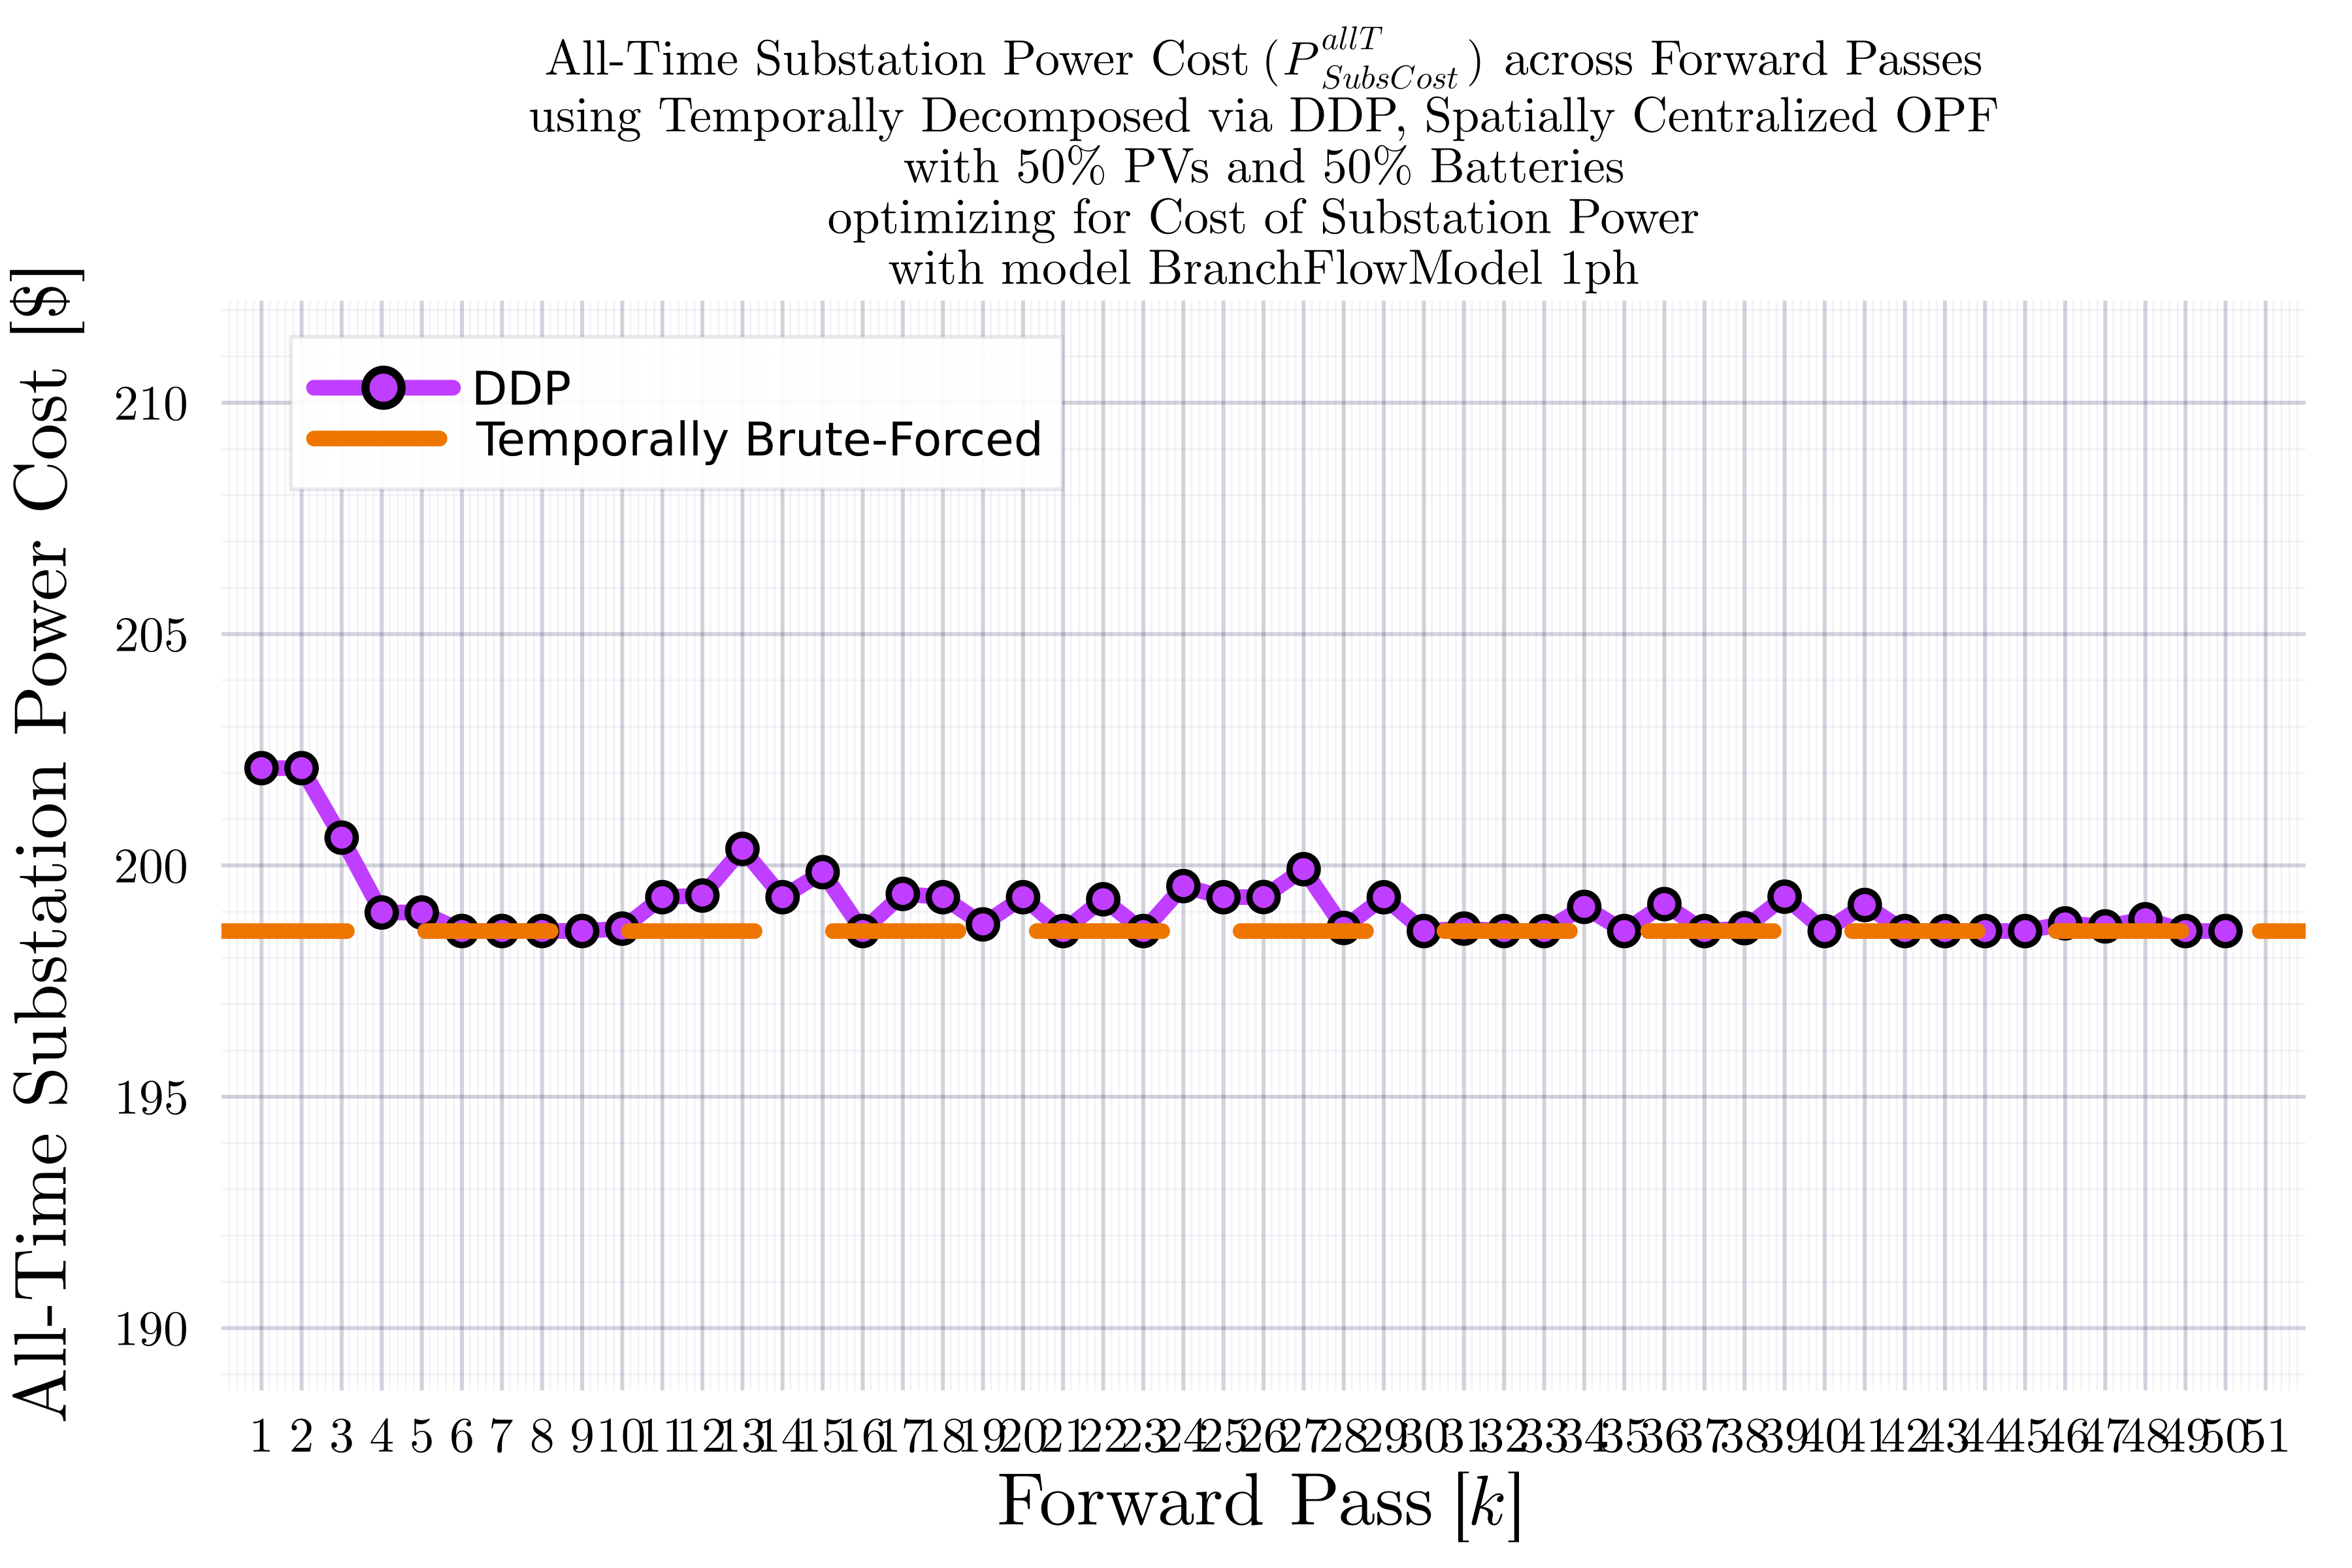 All-Time Substation Power Cost (P^{allT}_{SubsCost}) across Forward Passes
using Temporally Decomposed via DDP, Spatially Centralized OPF
with 50% PVs and 50% Batteries
optimizing for Cost of Substation Power
with model BranchFlowModel 1ph
All-Time Substation Power Cost [$]
DDP
Temporally Brute-Forced
210
205
200
195
190
1 2 3 4 5 6 7 8 9 10 11 12 13 14 15 16 17 18 19 20 21 22 23 24 25 26 27 28 29 30 31 32 33 34 35 36 37 38 39 40 41 42 43 44 45 46 47 48 49 50 51
Forward Pass [k]